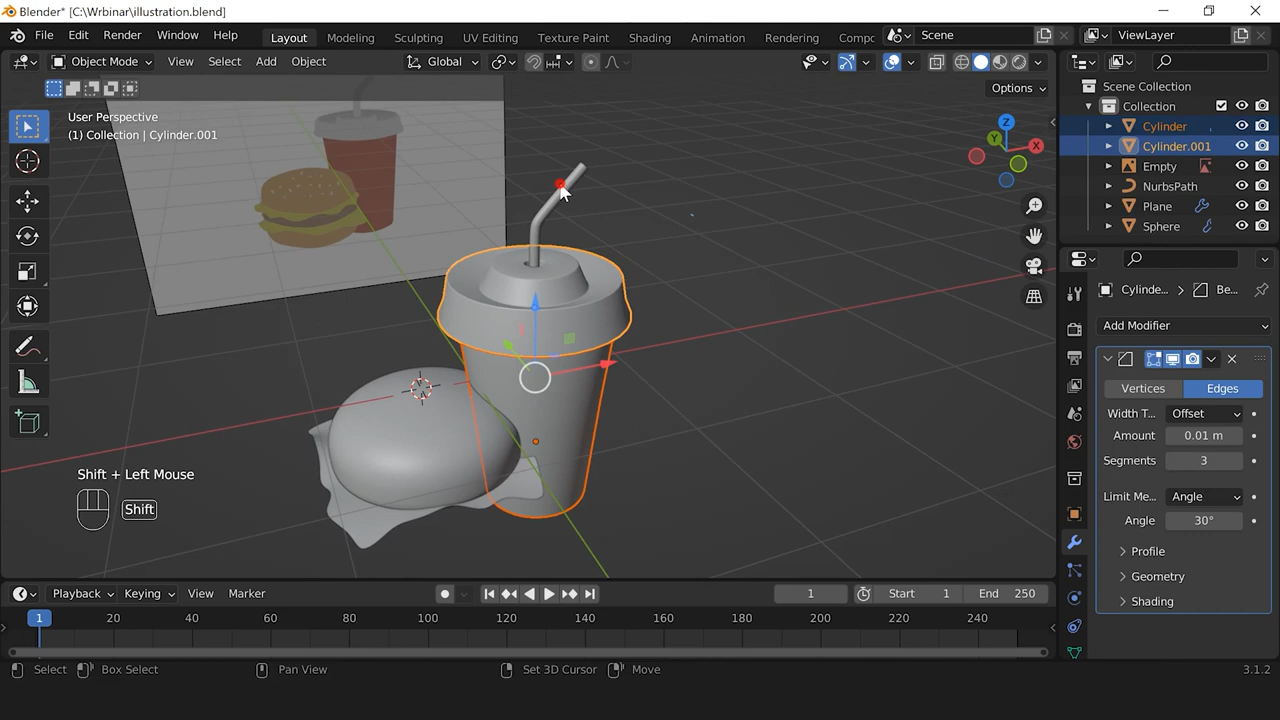 Blender* [C:\Wrbinar\illustration.blend]
File Edit Render Window Help Layout Modeling Sculpting UV Editing Texture Paint Shading Animation Rendering Compc Scene ViewLayer
Object Mode View Select Add Object Global
Options
User Perspective
(1) Collection | Cylinder.001
Z
Y
X
Shift + Left Mouse
Shift
Scene Collection
Collection
Cylinder
Cylinder.001
Empty
NurbsPath
Plane
Sphere
Cylinde... > Be...
Add Modifier
Vertices Edges
Width T... Offset
Amount 0.01 m
Segments 3
Limit Me... Angle
Angle 30°
Profile
Geometry
Shading
Playback Keying View Marker 1 Start 1 End 250
1 20 40 60 80 100 120 140 160 180 200 220 240
Select Box Select Pan View Set 3D Cursor Move 3.1.2